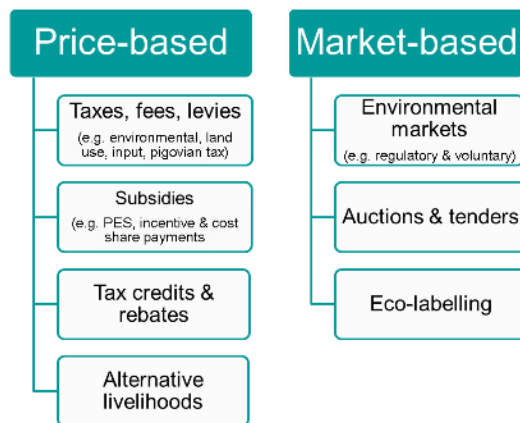 Price-based
Taxes, fees, levies
(e.g. environmental, land
use, input, pigovian tax)
Subsidies
(e.g. PES, incentive & cost
share payments
Tax credits &
rebates
Alternative
livelihoods
Market-based
Environmental
markets
(e.g. regulatory & voluntary)
Auctions & tenders
Eco-labelling